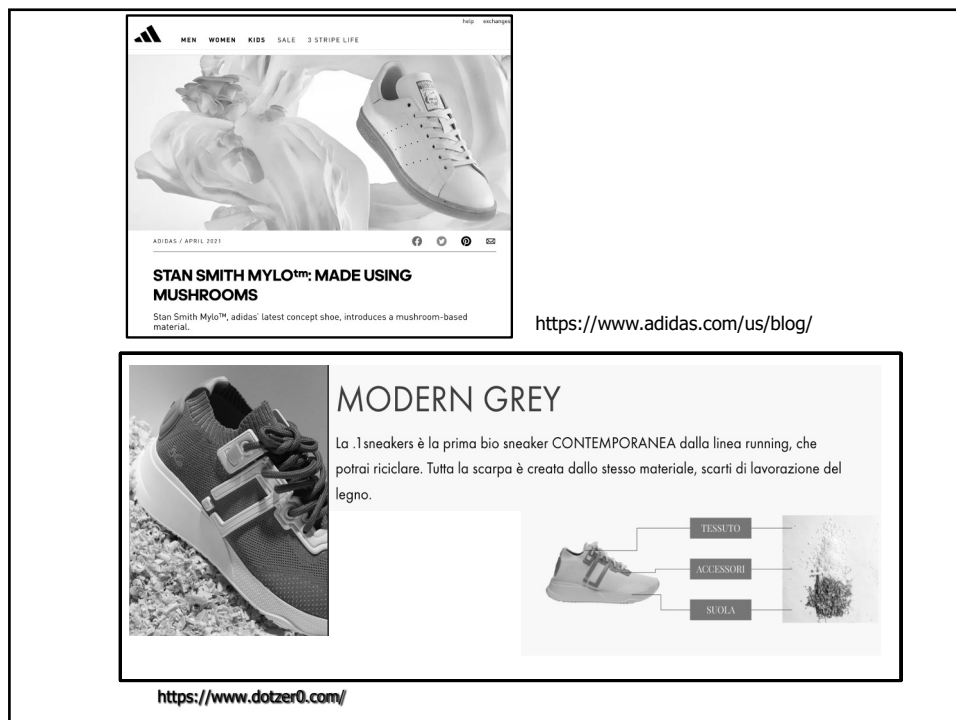 help exchanges
MEN WOMEN KIDS SALE 3 STRIPE LIFE
ADIDAS / APRIL 2021
STAN SMITH MYLO™: MADE USING
MUSHROOMS
Stan Smith Mylo™, adidas’ latest concept shoe, introduces a mushroom-based
material.
https://www.adidas.com/us/blog/
MODERN GREY
La .1sneakers è la prima bio sneaker CONTEMPORANEA dalla linea running, che
potrai riciclare. Tutta la scarpa è creata dallo stesso materiale, scarti di lavorazione del
legno.
TESSUTO
ACCESSORI
SUOLA
https://www.dotzer0.com/